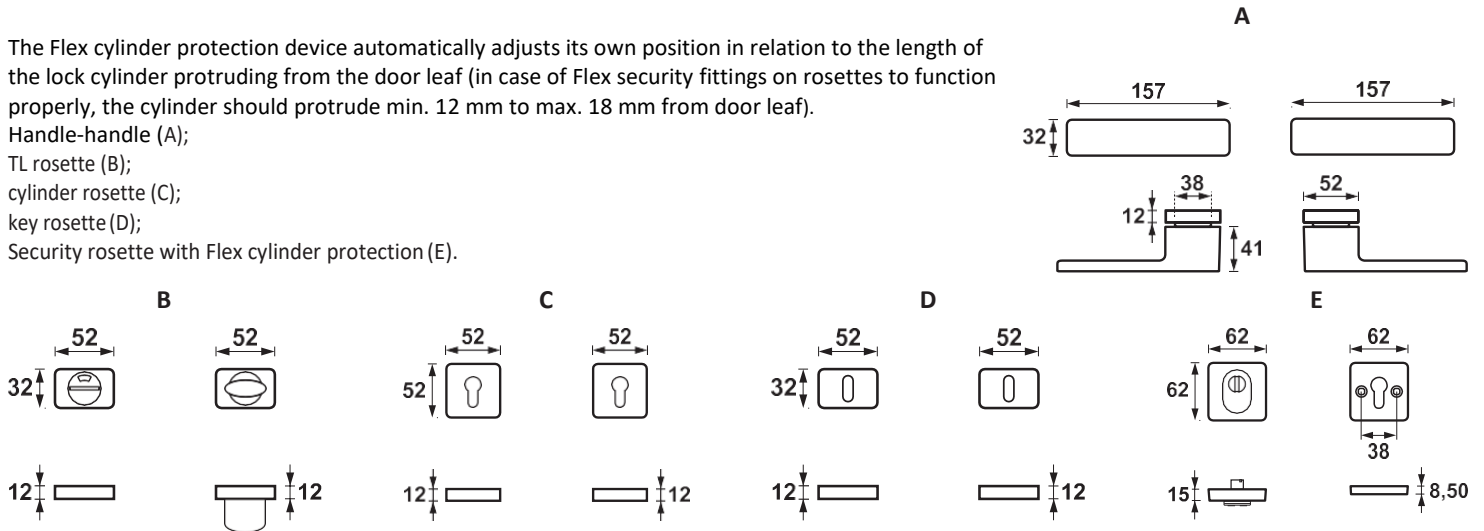 A
The Flex cylinder protection device automatically adjusts its own position in relation to the length of
the lock cylinder protruding from the door leaf (in case of Flex security fittings on rosettes to function
properly, the cylinder should protrude min. 12 mm to max. 18 mm from door leaf).
Handle-handle (A);
TL rosette (B);
cylinder rosette (C);
key rosette (D);
Security rosette with Flex cylinder protection (E).
157 157
32
38 52
12
41
B C D E
52 52 52 52 52 52 62 62
32 52 32 62
38
12 12 12 12 12 12 15 8,50